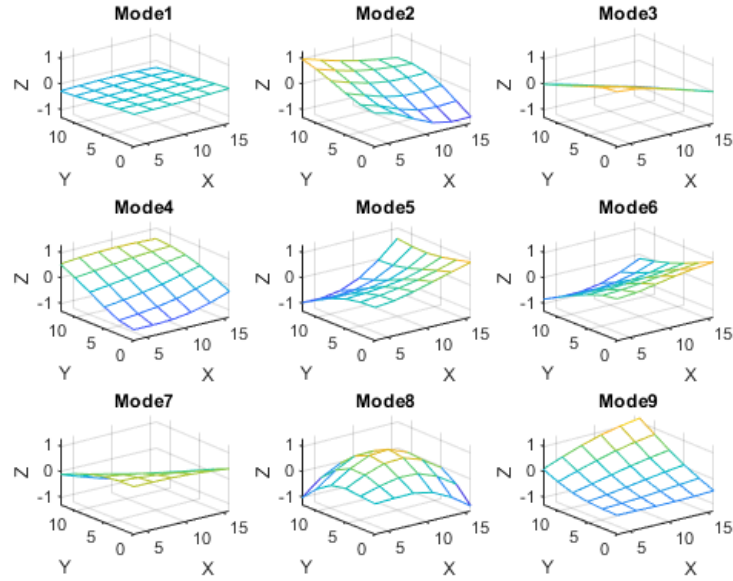 Mode1 Mode2 Mode3
1 1 1
0 0 0
-1 -1 -1
Z Z Z
10 5 0 5 10 15 10 5 0 5 10 15 10 5 0 5 10 15
Y X Y X Y X
Mode4 Mode5 Mode6
1 1 1
0 0 0
-1 -1 -1
Z Z Z
10 5 0 5 10 15 10 5 0 5 10 15 10 5 0 5 10 15
Y X Y X Y X
Mode7 Mode8 Mode9
1 1 1
0 0 0
-1 -1 -1
Z Z Z
10 5 0 5 10 15 10 5 0 5 10 15 10 5 0 5 10 15
Y X Y X Y X